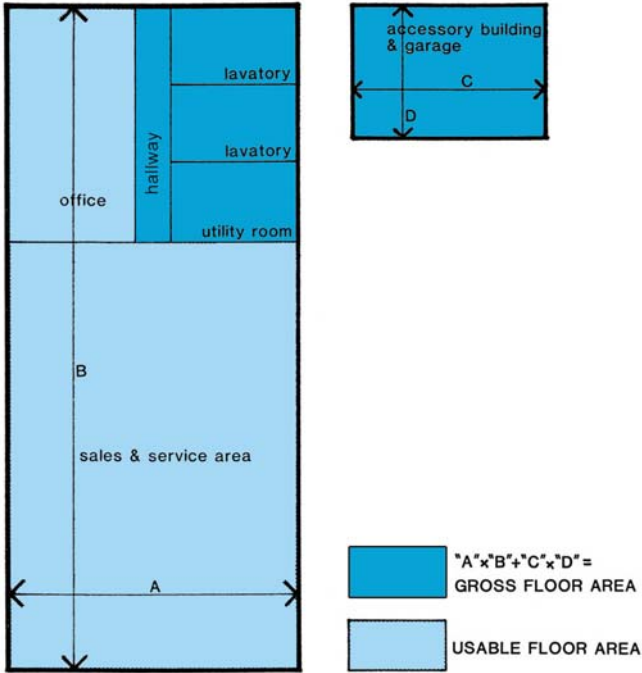 accessory building
& garage
C
D
lavatory
hallway
lavatory
office
utility room
B
sales & service area
A
"A"x"B"+"C"x"D" =
GROSS FLOOR AREA
USABLE FLOOR AREA